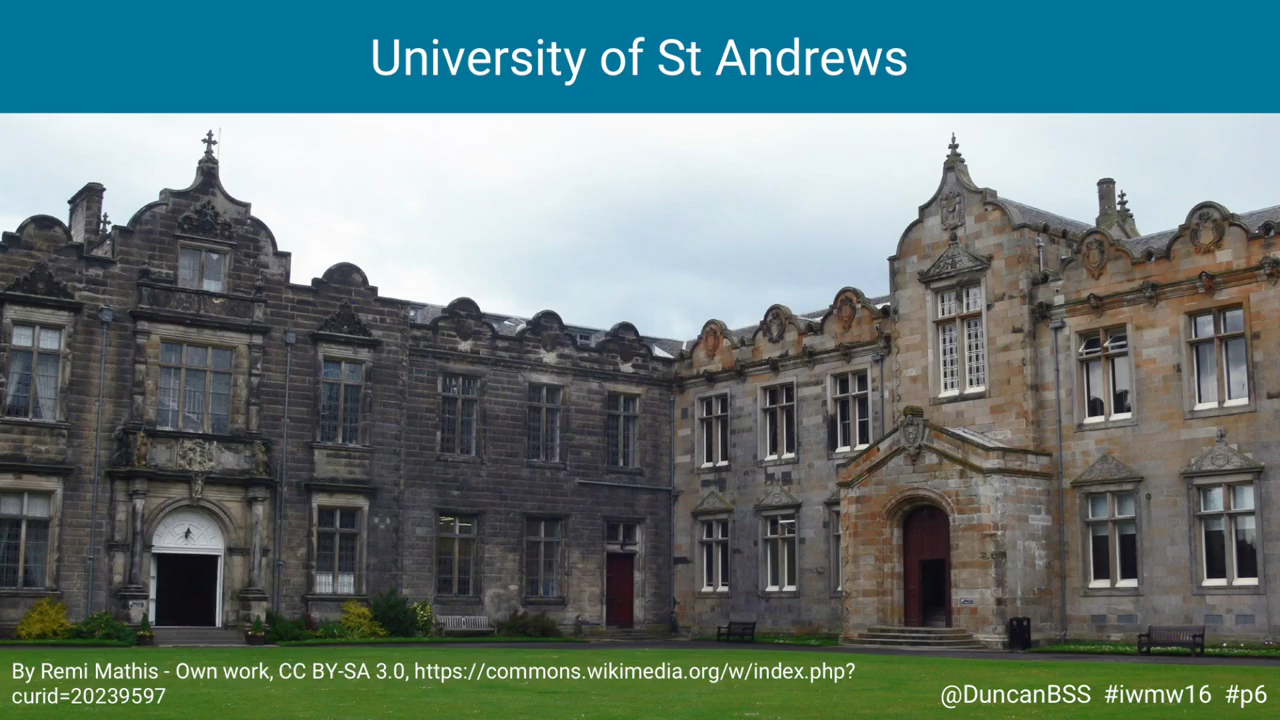 University of St Andrews
By Remi Mathis - Own work, CC BY-SA 3.0, https://commons.wikimedia.org/w/index.php?
curid=20239597
@DuncanBSS #iwmw16 #p6